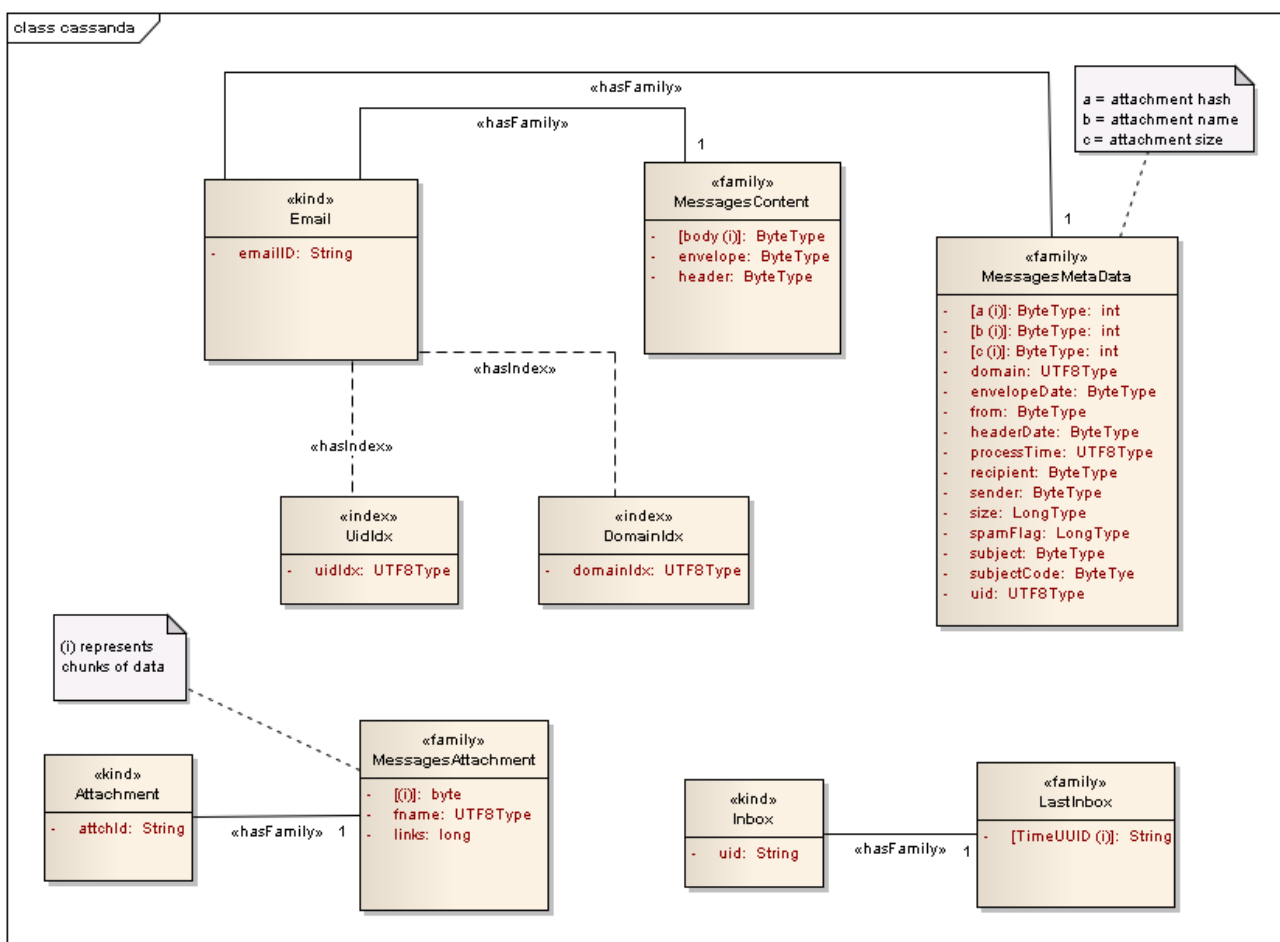 class cassanda
«hasFamily»
«hasFamily»
1
1
a = attachment hash
b = attachment name
c = attachment size
«kind»
Email
- emailID: String
«family»
MessagesContent
- [body (i)]: ByteType
- envelope: ByteType
- header: ByteType
«family»
MessagesMetaData
- [a (i)]: ByteType: int
- [b (i)]: ByteType: int
- [c (i)]: ByteType: int
- domain: UTF8Type
- envelopeDate: ByteType
- from: ByteType
- headerDate: ByteType
- processTime: UTF8Type
- recipient: ByteType
- sender: ByteType
- size: LongType
- spamFlag: LongType
- subject: ByteType
- subjectCode: ByteTye
- uid: UTF8Type
«hasIndex»
«hasIndex»
«index»
UidIdx
- uidIdx: UTF8Type
«index»
DomainIdx
- domainIdx: UTF8Type
(i) represents
chunks of data
«kind»
Attachment
- attchId: String
«hasFamily»
1
«family»
MessagesAttachment
- [(i)]: byte
- fname: UTF8Type
- links: long
«kind»
Inbox
- uid: String
«hasFamily»
1
«family»
LastInbox
- [TimeUUID (i)]: String